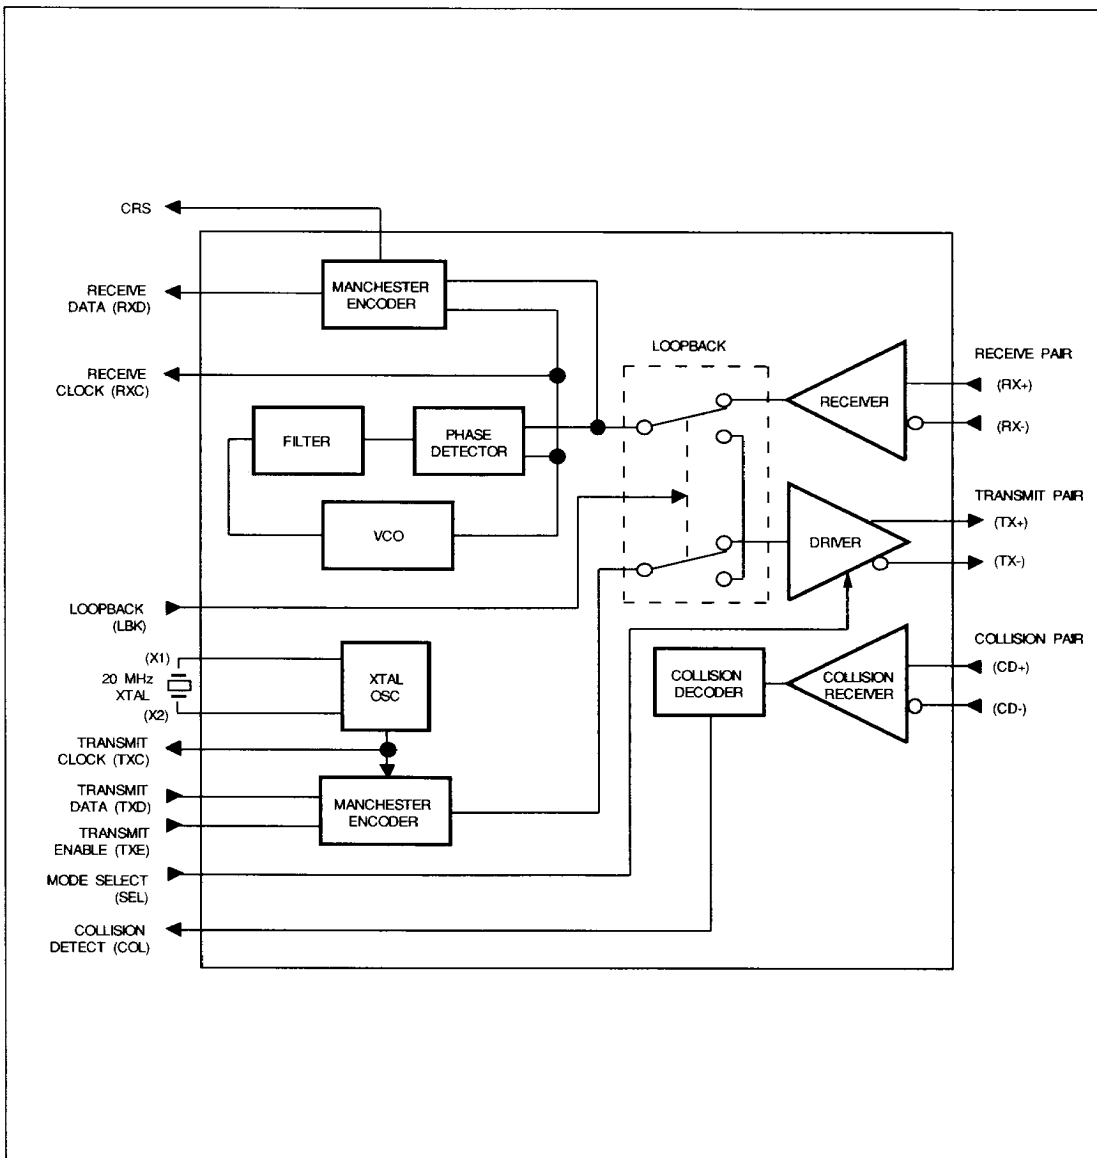 CRS
RECEIVE
DATA (RXD)
MANCHESTER
ENCODER
RECEIVE
CLOCK (RXC)
LOOPBACK
RECEIVER
RECEIVE PAIR
(RX+)
(RX-)
FILTER
PHASE
DETECTOR
VCO
DRIVER
TRANSMIT PAIR
(TX+)
(TX-)
LOOPBACK
(LBK)
(X1)
20 MHz
XTAL
(X2)
XTAL
OSC
COLLISION
DECODER
COLLISION
RECEIVER
COLLISION PAIR
(CD+)
(CD-)
TRANSMIT
CLOCK (TXC)
TRANSMIT
DATA (TXD)
TRANSMIT
ENABLE (TXE)
MANCHESTER
ENCODER
MODE SELECT
(SEL)
COLLISION
DETECT (COL)